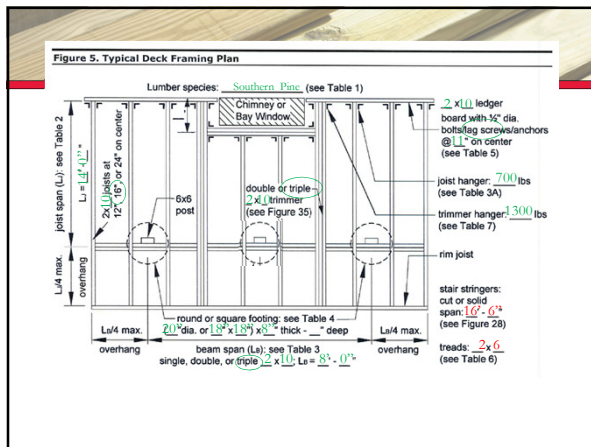 Figure 5. Typical Deck Framing Plan
Lumber species: Southern Pine (see Table 1)
Chimney or
Bay Window
1'
2 x10 ledger
board with ½" dia.
bolts/lag screws/anchors
@ 11" on center
(see Table 5)
joist span (LJ): see Table 2
LJ = 14'-0"
2x10 joists at
12" 16" or 24" on center
6x6
post
double or triple
2 x10 trimmer
(see Figure 35)
joist hanger: 700 lbs
(see Table 3A)
trimmer hanger: 1300 lbs
(see Table 7)
rim joist
LJ/4 max.
overhang
stair stringers:
cut or solid
span: 16' - 6"
(see Figure 28)
treads: 2x 6
(see Table 6)
round or square footing: see Table 4
20" dia. or 18" x 18" x 8" thick - __" deep
LB/4 max.
overhang
beam span (LB): see Table 3
single, double, or triple 2 x 10; LB = 8' - 0"
LB/4 max.
overhang